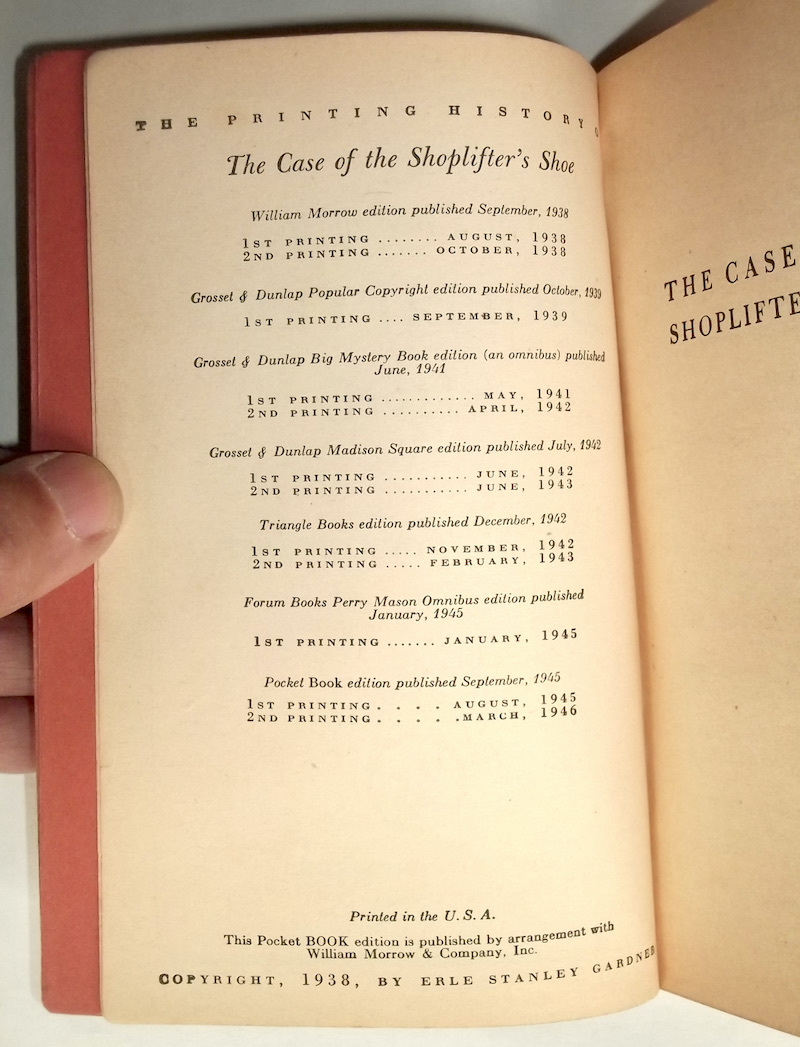 THE PRINTING HISTORY O
The Case of the Shoplifter's Shoe
William Morrow edition published September, 1938
1ST PRINTING ........ AUGUST, 1938
2ND PRINTING ....... OCTOBER, 1938
Grosset & Dunlap Popular Copyright edition published October, 1939
1ST PRINTING .... SEPTEMBER, 1939
Grosset & Dunlap Big Mystery Book edition (an omnibus) published
June, 1941
1ST PRINTING ............. MAY, 1941
2ND PRINTING .......... APRIL, 1942
Grosset & Dunlap Madison Square edition published July, 1942
1ST PRINTING ........... JUNE, 1942
2ND PRINTING ........... JUNE, 1943
Triangle Books edition published December, 1942
1ST PRINTING ..... NOVEMBER, 1942
2ND PRINTING ..... FEBRUARY, 1943
Forum Books Perry Mason Omnibus edition published
January, 1945
1ST PRINTING ....... JANUARY, 1945
Pocket Book edition published September, 1945
1ST PRINTING . . . . AUGUST, 1945
2ND PRINTING . . . . .MARCH, 1946
Printed in the U. S. A.
This Pocket BOOK edition is published by arrangement with
William Morrow & Company, Inc.
COPYRIGHT, 1938, BY ERLE STANLEY GARDNER
THE CASE
SHOPLIFTE